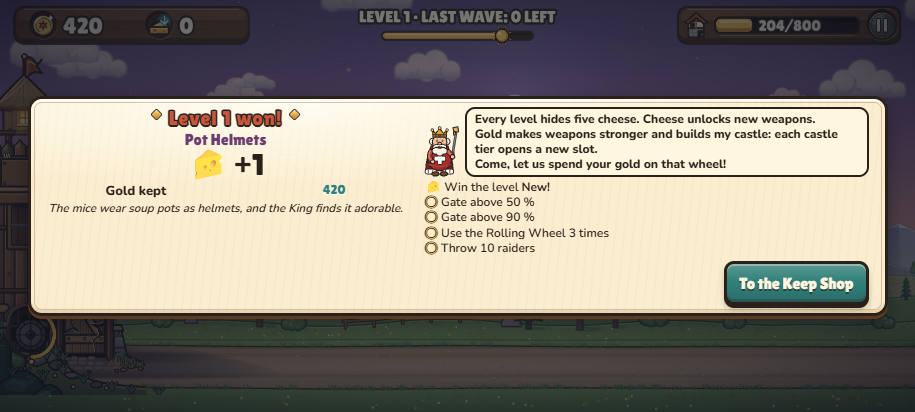 420
0
LEVEL 1 · LAST WAVE: 0 LEFT
204/800
Level 1 won!
Pot Helmets
+1
Gold kept 420
The mice wear soup pots as helmets, and the King finds it adorable.
Every level hides five cheese. Cheese unlocks new weapons.
Gold makes weapons stronger and builds my castle: each castle
tier opens a new slot.
Come, let us spend your gold on that wheel!
Win the level New!
Gate above 50 %
Gate above 90 %
Use the Rolling Wheel 3 times
Throw 10 raiders
To the Keep Shop